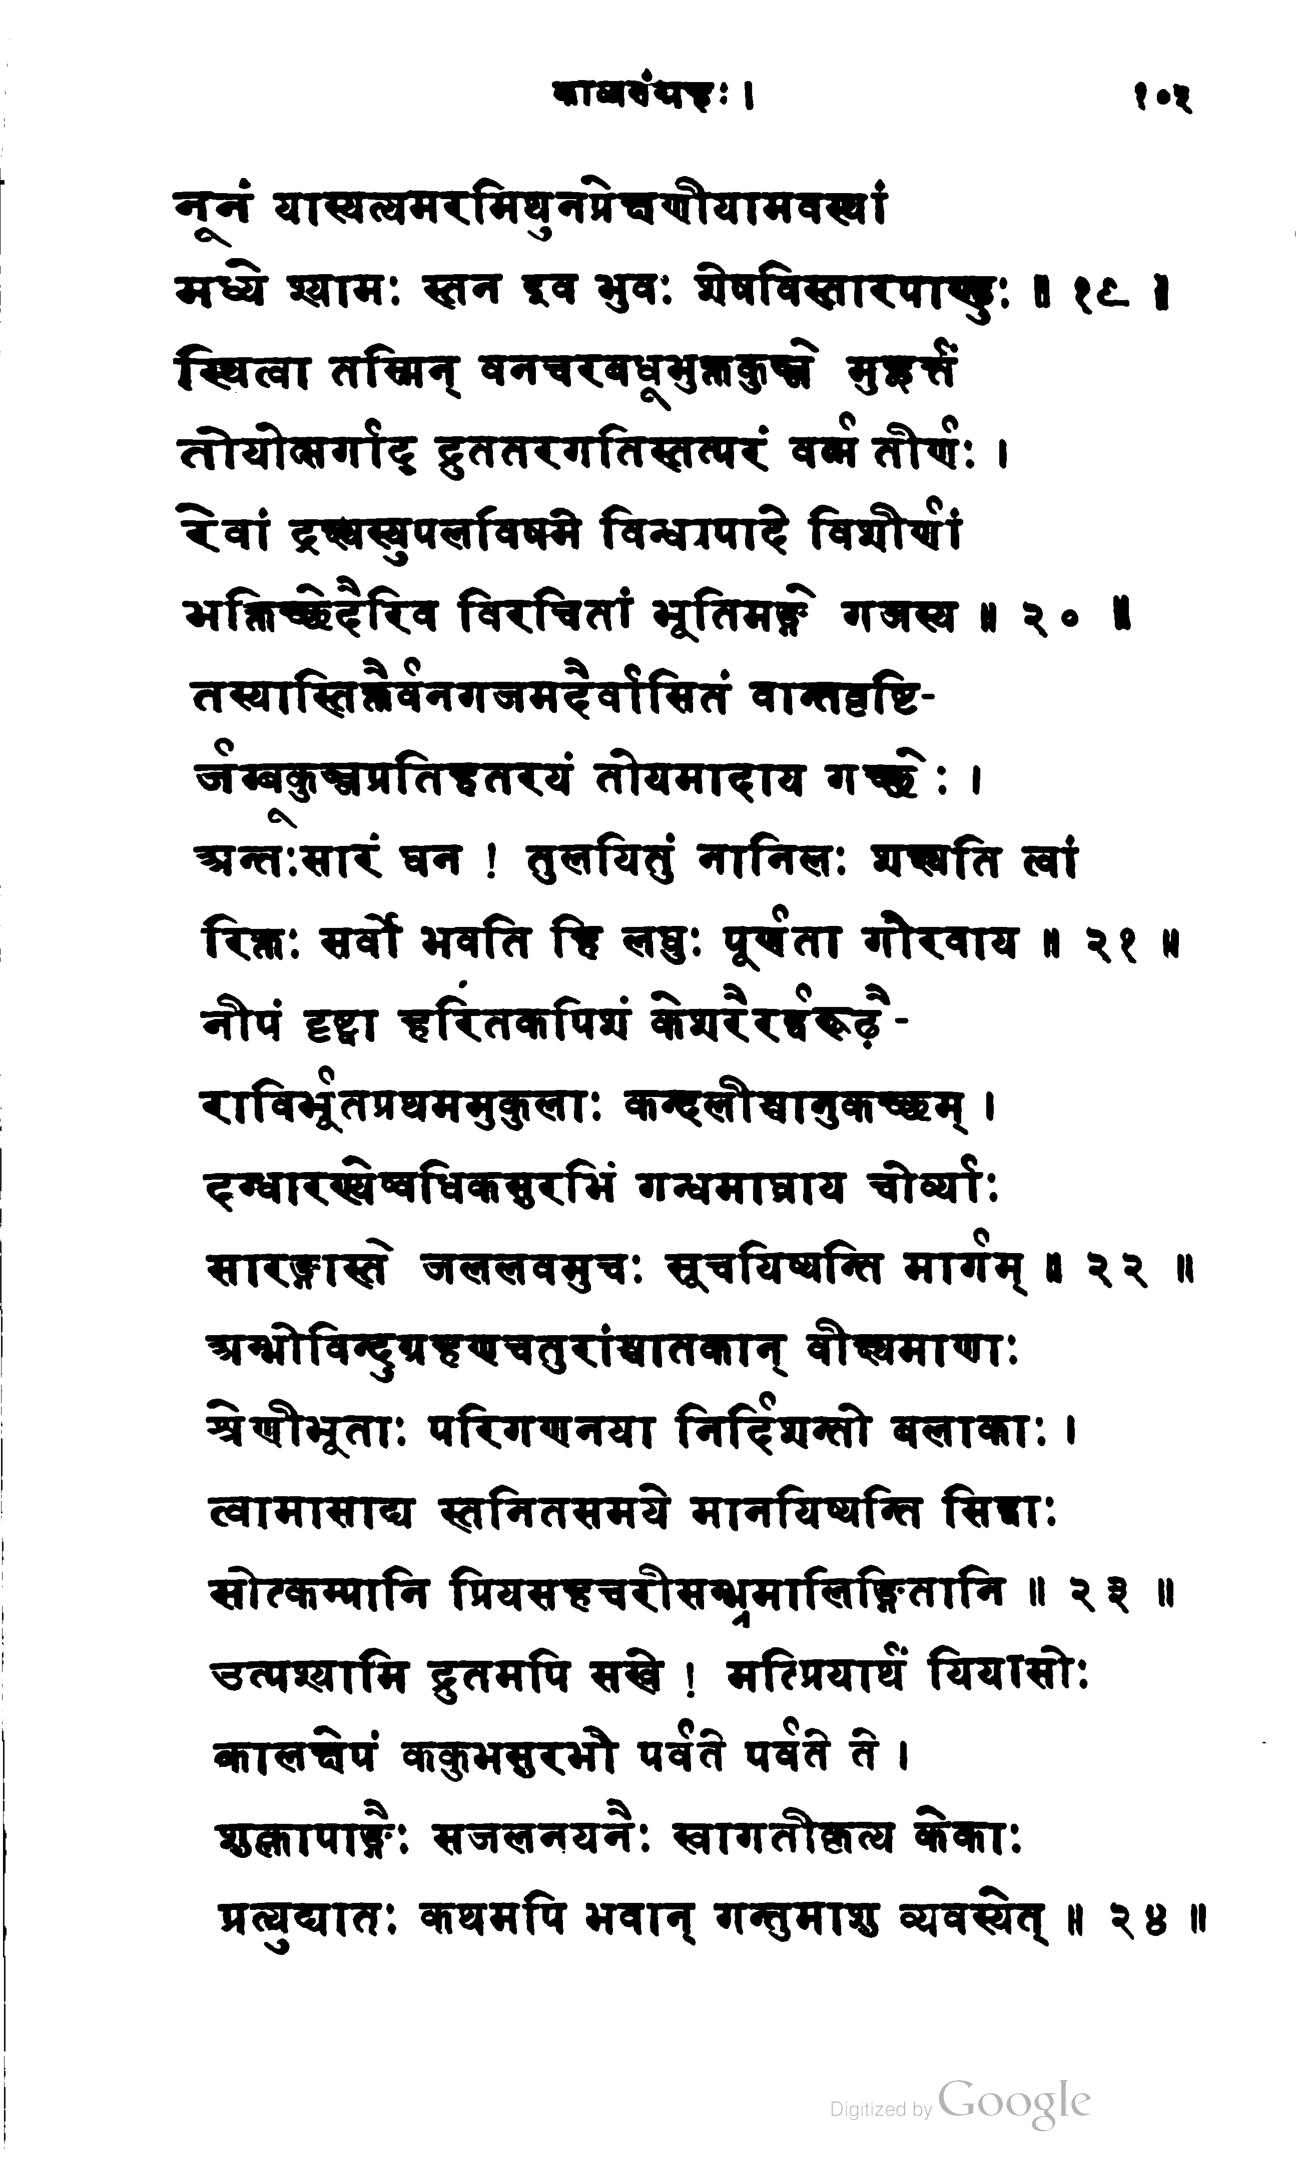 काव्यसंग्रहः । १०५
नूनं यास्यत्यमरमिथुनप्रेक्षणीयामवस्थां
मध्ये श्यामः स्तन इव भुवः शेषविस्तारपाण्डुः ॥ १९ ॥
स्थित्वा तस्मिन् वनचरबधूभुक्तकुञ्जे मुहूर्त्तं
तोयोत्सर्गाद् द्रुततरगतिस्तत्परं वर्त्म तीर्णः ।
रेवां द्रक्ष्यस्युपलविषमे विन्ध्यपादे विशीर्णां
भक्तिच्छेदैरिव विरचितां भूतिमङ्गे गजस्य ॥ २० ॥
तस्यास्तिक्तैर्वनगजमदैर्वासितं वान्तवृष्टि-
र्जम्बूकुञ्जप्रतिहतरयं तोयमादाय गच्छेः ।
अन्तःसारं घन ! तुलयितुं नानिलः शक्ष्यति त्वां
रिक्तः सर्वो भवति हि लघुः पूर्णता गौरवाय ॥ २१ ॥
नीपं दृष्ट्वा हरितकपिशं केशरैरर्द्धरूढ़ै-
राविर्भूतप्रथममुकुलाः कन्दलीश्चानुकच्छम् ।
दग्धारण्येष्वधिकसुरभिं गन्धमाघ्राय चोर्व्याः
सारङ्गास्ते जललवमुचः सूचयिष्यन्ति मार्गम् ॥ २२ ॥
अम्भोविन्दुग्रहणचतुरांश्चातकान् वीक्ष्यमाणाः
श्रेणीभूताः परिगणनया निर्दिशन्तो बलाकाः ।
त्वामासाद्य स्तनितसमये मानयिष्यन्ति सिद्धाः
सोत्कम्पानि प्रियसहचरीसम्भ्रमालिङ्गितानि ॥ २३ ॥
उत्पश्यामि द्रुतमपि सखे ! मत्प्रियार्थं यियासोः
कालक्षेपं ककुभसुरभौ पर्वते पर्वते ते ।
शुक्लापाङ्गैः सजलनयनैः स्वागतीकृत्य केकाः
प्रत्युद्यातः कथमपि भवान् गन्तुमाशु व्यवस्येत् ॥ २४ ॥
Digitized by Google